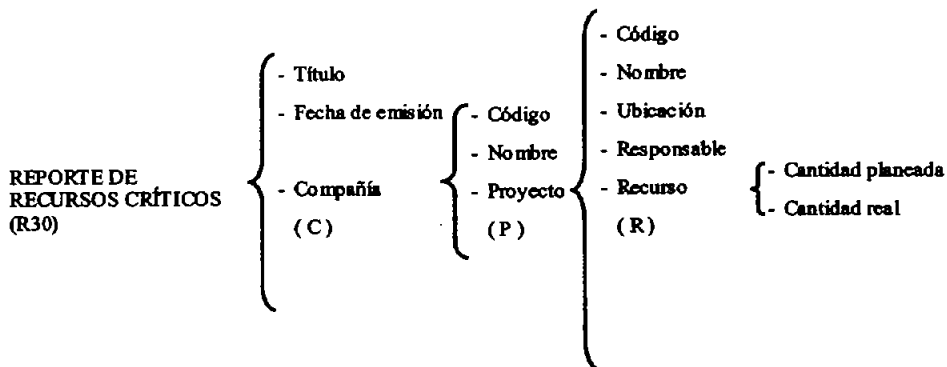 REPORTE DE
RECURSOS CRÍTICOS
(R30)
- Título
- Fecha de emisión
- Compañía
( C )
- Código
- Nombre
- Proyecto
( P )
- Código
- Nombre
- Ubicación
- Responsable
- Recurso
( R )
- Cantidad planeada
- Cantidad real